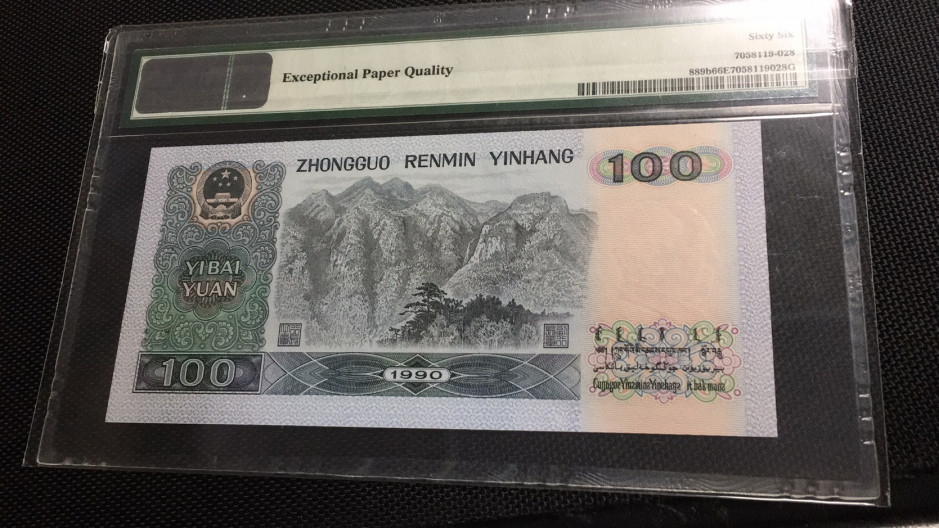 Sixty Six
7058119-028
Exceptional Paper Quality
889b66E7058119028G
ZHONGGUO RENMIN YINHANG
100
YIBAI
YUAN
100
1990